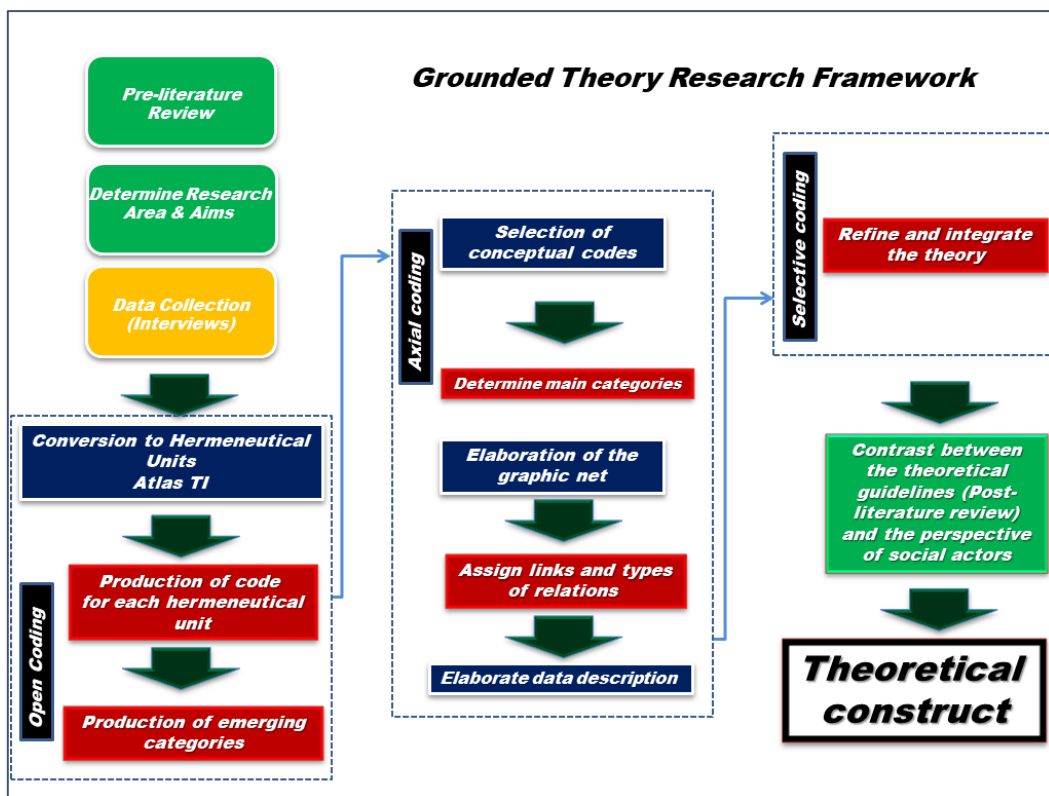 Grounded Theory Research Framework
Pre-literature
Review
Determine Research
Area & Aims
Data Collection
(Interviews)
Open Coding
Conversion to Hermeneutical
Units
Atlas TI
Production of code
for each hermeneutical
unit
Production of emerging
categories
Axial coding
Selection of
conceptual codes
Determine main categories
Elaboration of the
graphic net
Assign links and types
of relations
Elaborate data description
Selective coding
Refine and integrate
the theory
Contrast between
the theoretical
guidelines (Post-
literature review)
and the perspective
of social actors
Theoretical
construct